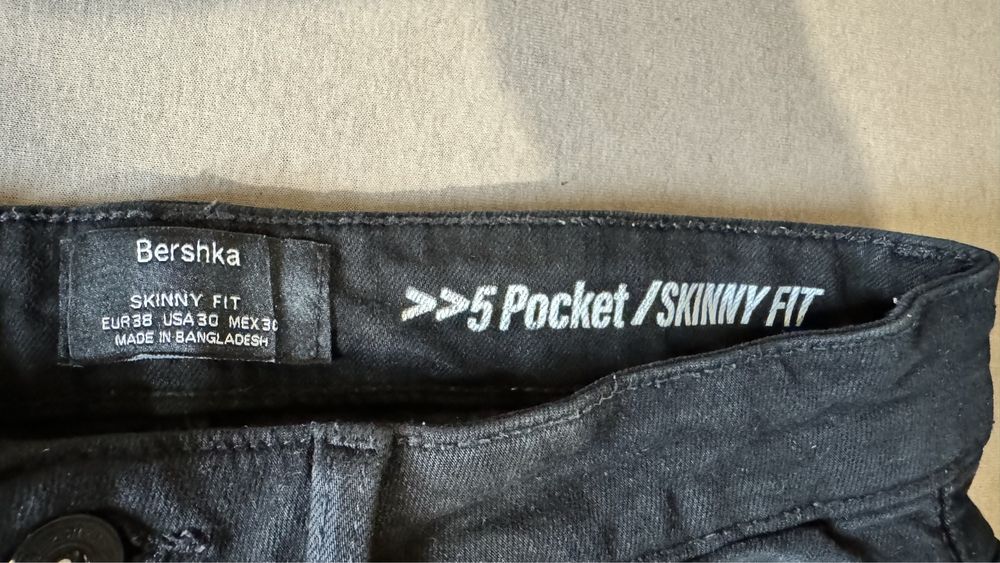 Bershka
SKINNY FIT
EUR38 USA30 MEX30
MADE IN BANGLADESH
>>5 Pocket /SKINNY FIT